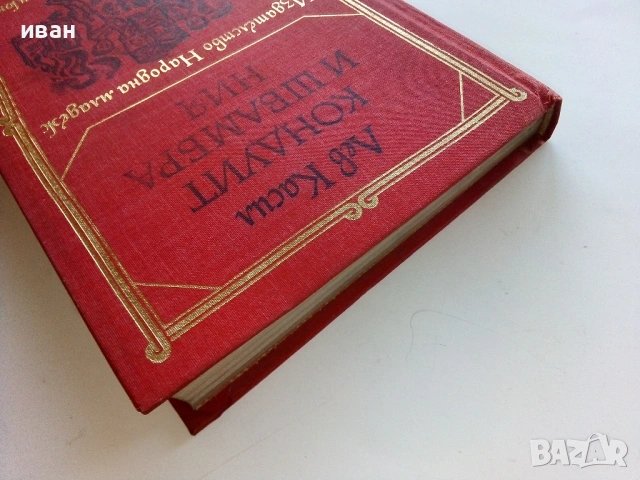 Лев Касил
КОНДУИТ
И ШВАМБРА
НИЯ
Издателство Народна младеж
иван
BAZAR